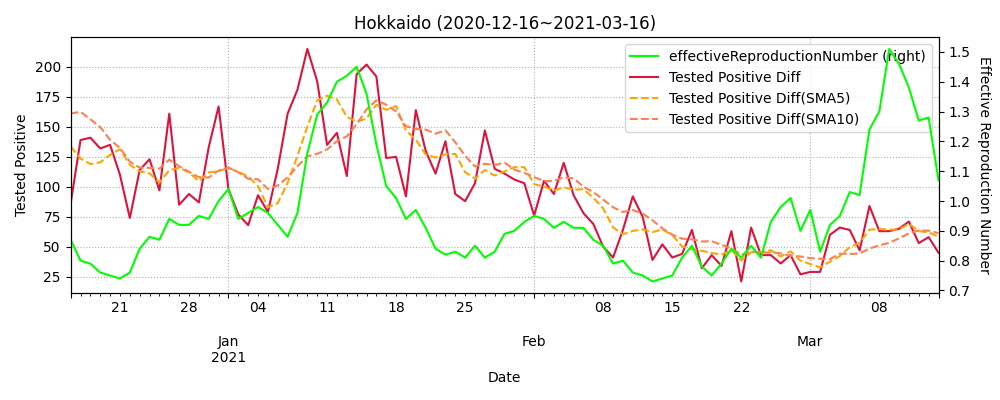 Hokkaido (2020-12-16~2021-03-16)
effectiveReproductionNumber (right)
Tested Positive Diff
Tested Positive Diff(SMA5)
Tested Positive Diff(SMA10)
Tested Positive
200
175
150
125
100
75
50
25
1.5
1.4
1.3
1.2
1.1
1.0
0.9
0.8
0.7
Effective Reproduction Number
21 28 04 11 18 25 08 15 22 08
Jan Feb Mar
2021
Date